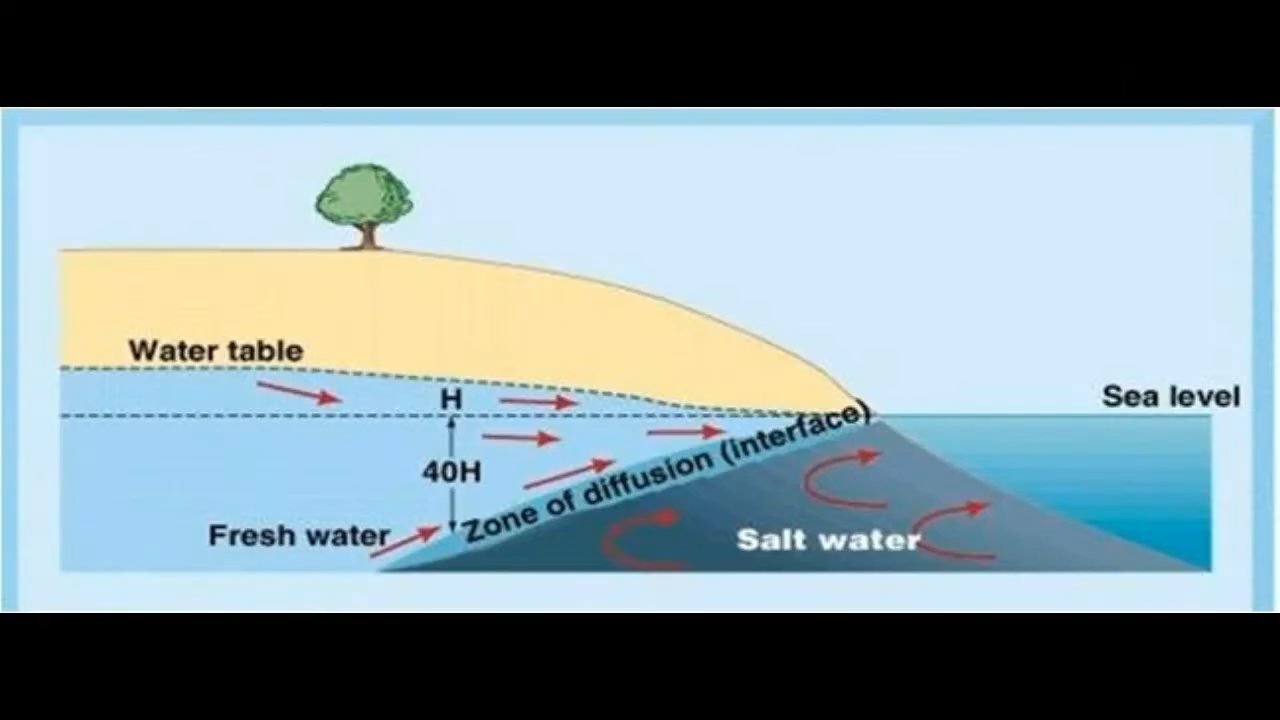 Water table
H
Sea level
40H
Zone of diffusion (interface)
Fresh water
Salt water